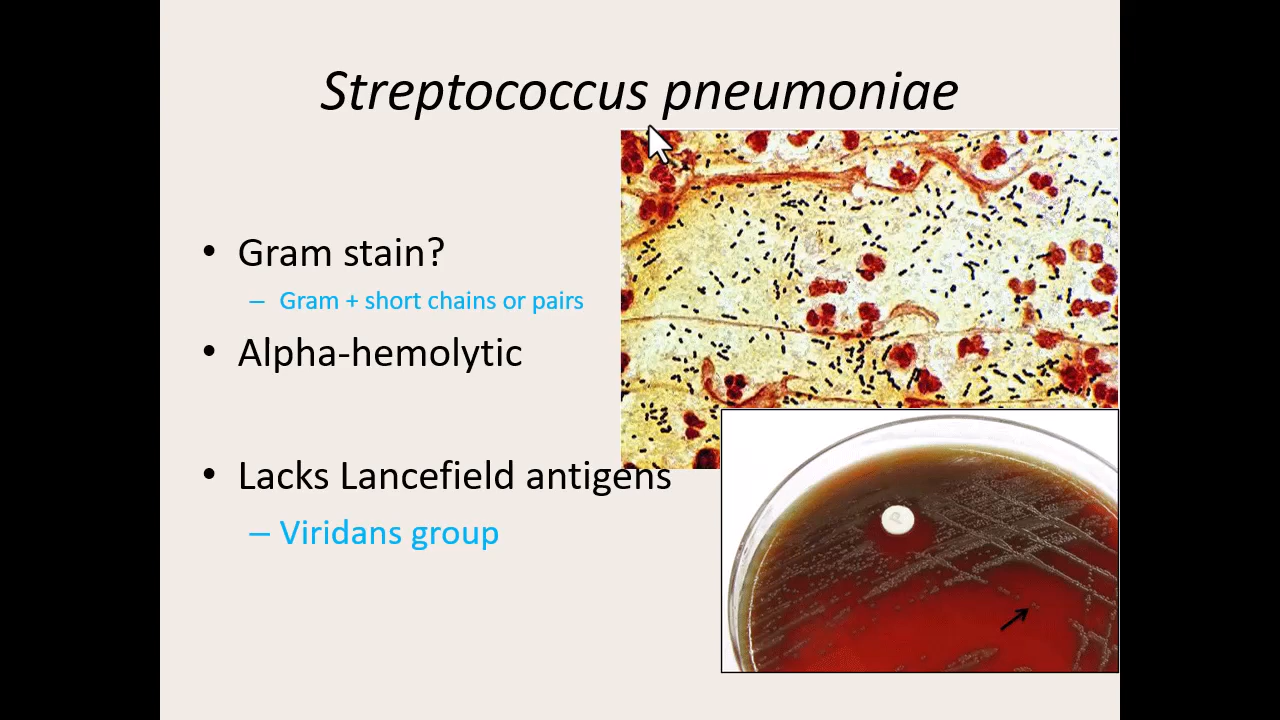 Streptococcus pneumoniae
• Gram stain?
– Gram + short chains or pairs
• Alpha-hemolytic
• Lacks Lancefield antigens
– Viridans group
P